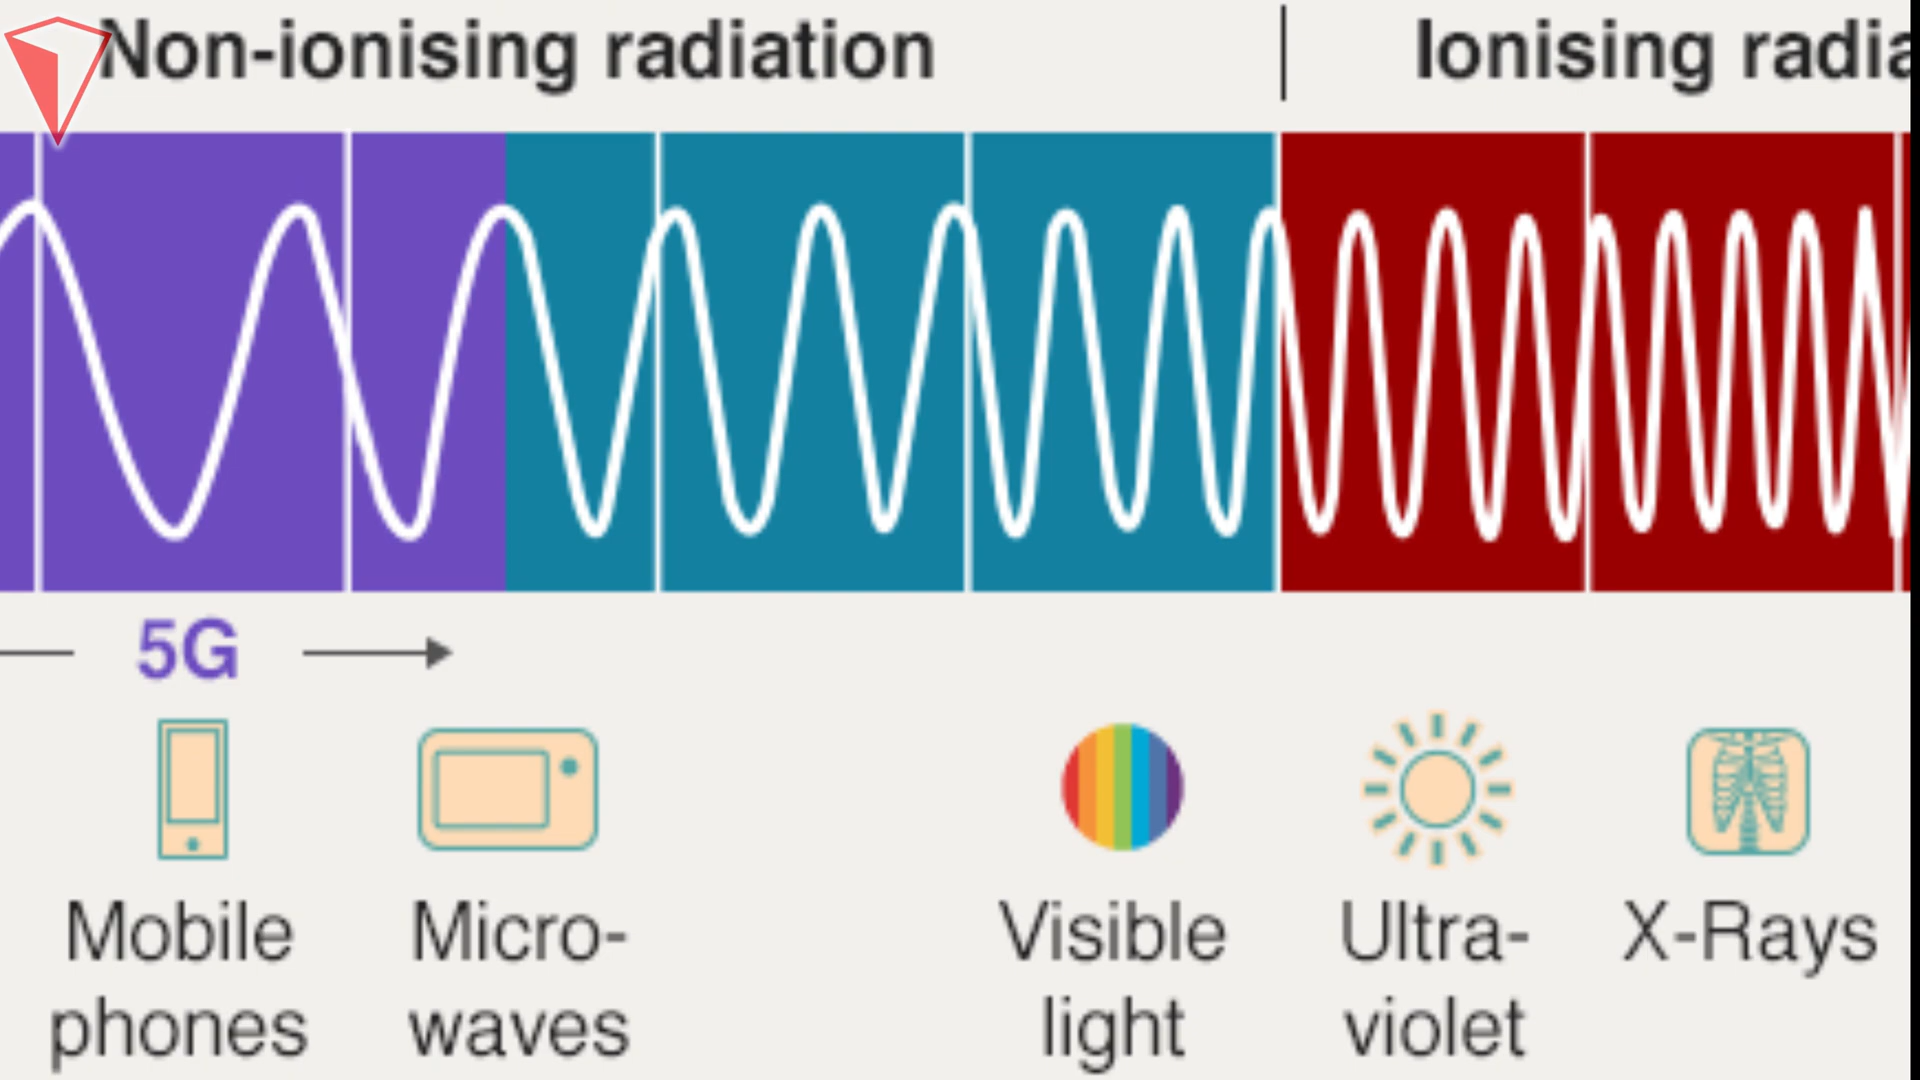 Non-ionising radiation
Ionising radia
5G
Mobile phones
Micro-
waves
Visible
light
Ultra-
violet
X-Rays